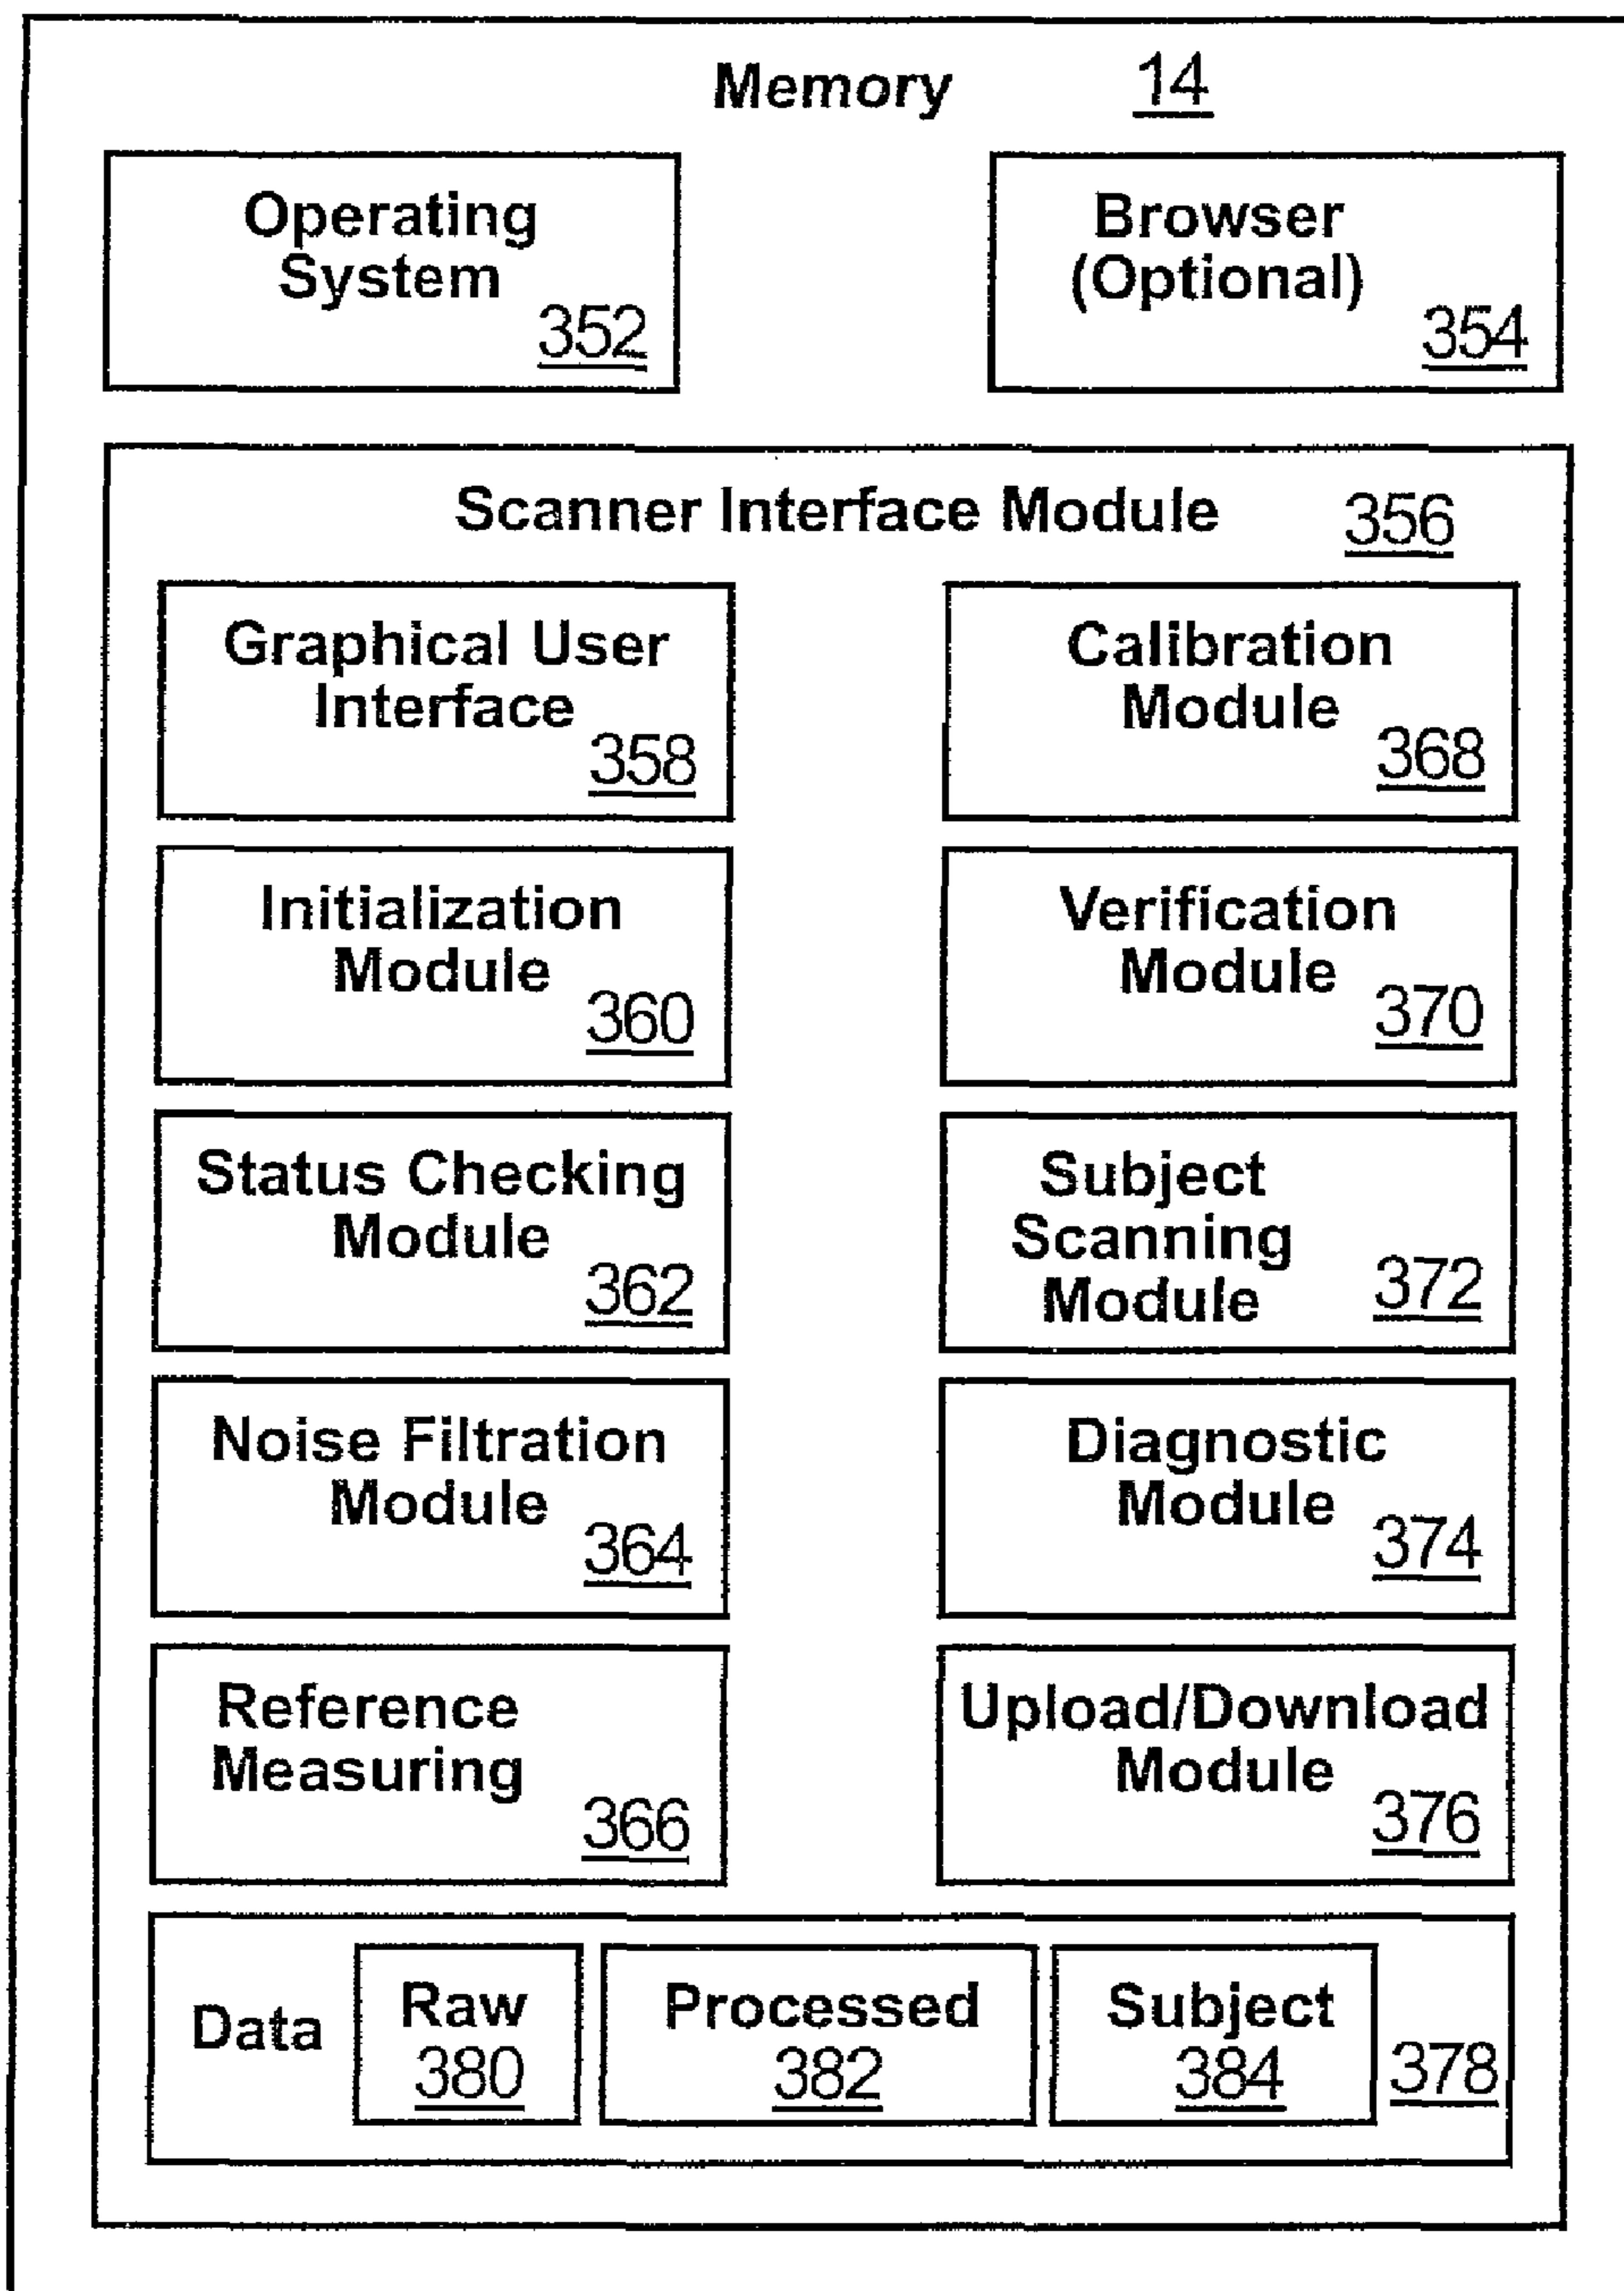 Memory 14
Operating
System
352
Browser
(Optional)
354
Scanner Interface Module 356
Graphical User
Interface
358
Calibration
Module
368
Initialization
Module
360
Verification
Module
370
Status Checking
Module
362
Subject
Scanning
Module
372
Noise Filtration
Module
364
Diagnostic
Module
374
Reference
Measuring
366
Upload/Download
Module
376
Data
Raw
380
Processed
382
Subject
384
378